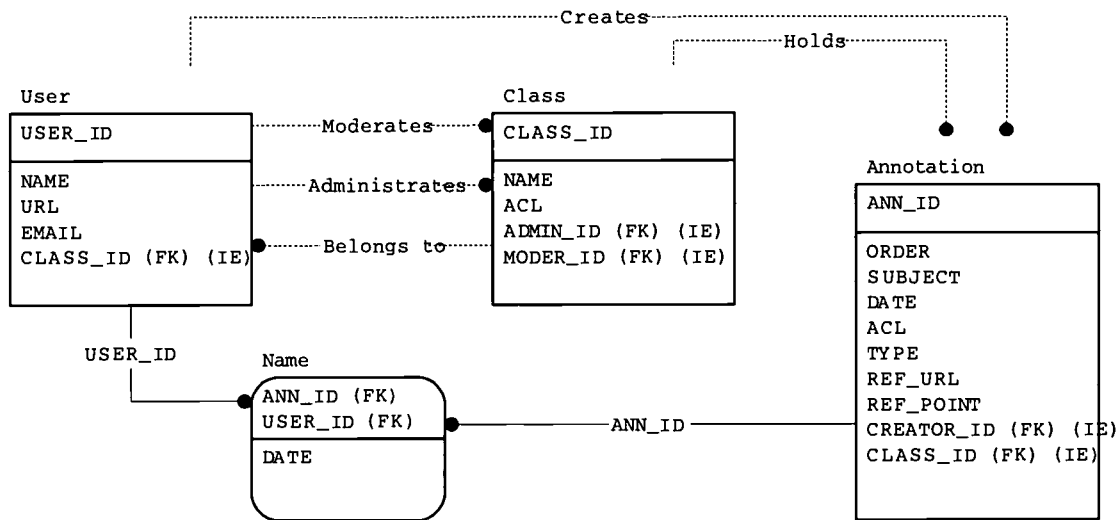 Creates
Holds
User
USER_ID
NAME
URL
EMAIL
CLASS_ID (FK) (IE)
Moderates
Administrates
Belongs to
Class
CLASS_ID
NAME
ACL
ADMIN_ID (FK) (IE)
MODER_ID (FK) (IE)
Annotation
ANN_ID
ORDER
SUBJECT
DATE
ACL
TYPE
REF_URL
REF_POINT
CREATOR_ID (FK) (IE)
CLASS_ID (FK) (IE)
USER_ID
Name
ANN_ID (FK)
USER_ID (FK)
DATE
ANN_ID